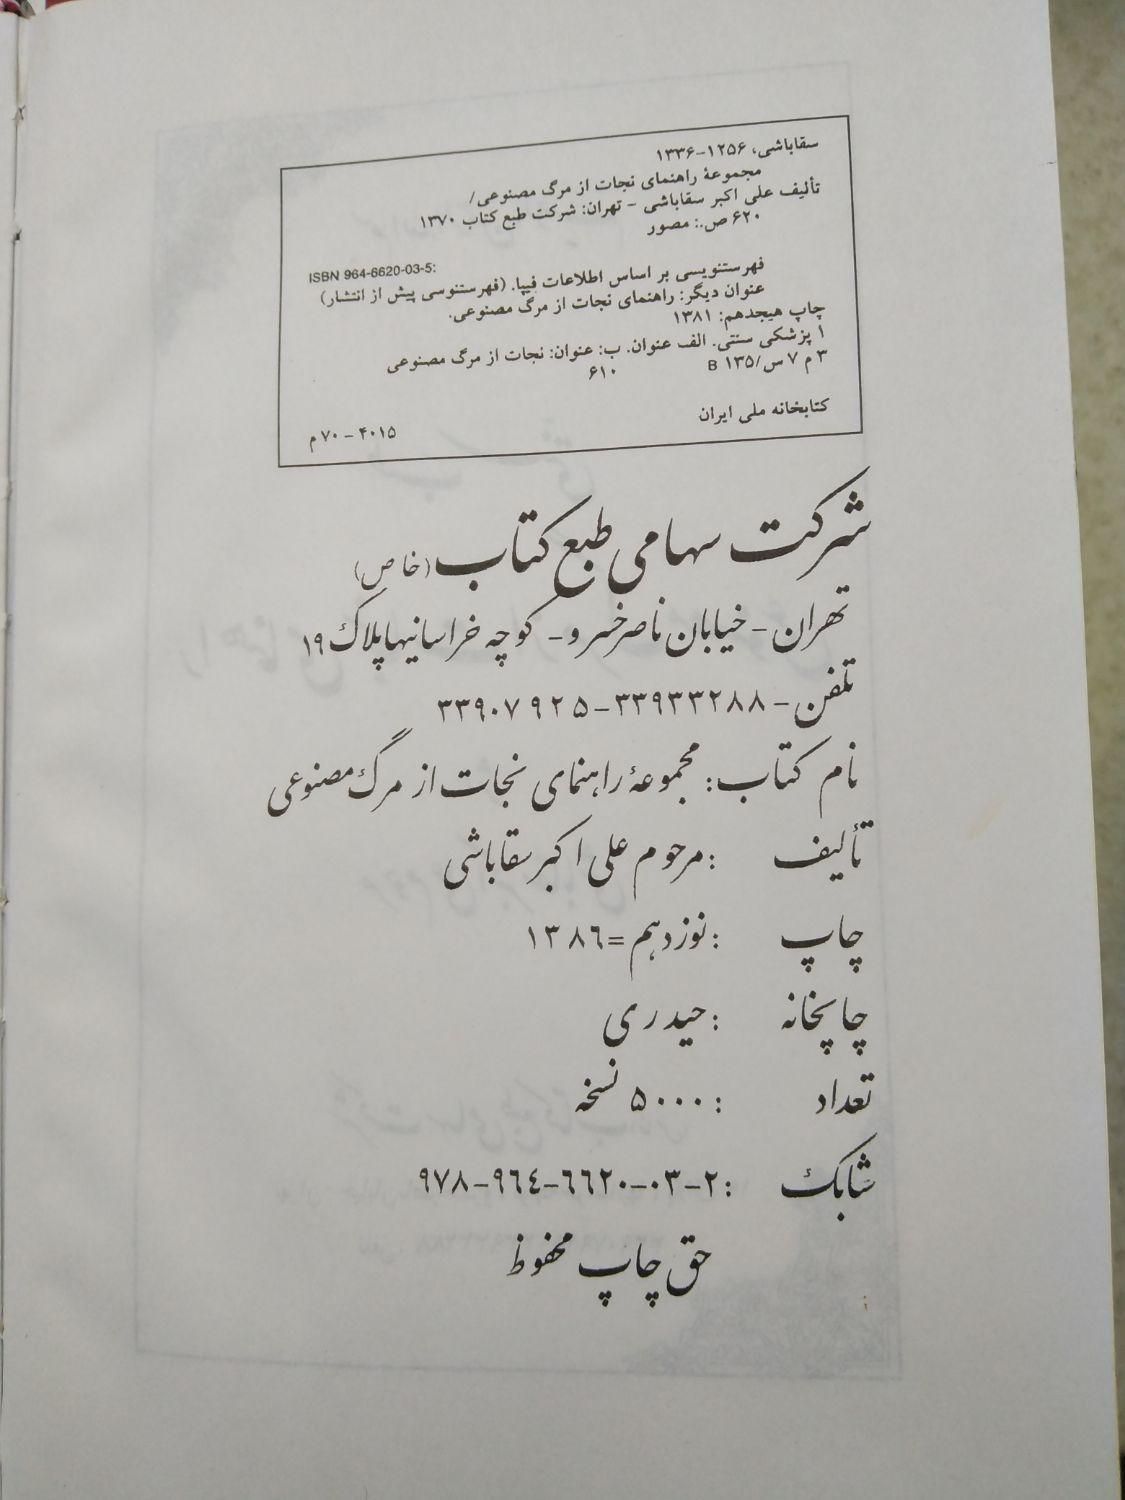 سقاباشی، ۱۲۵۶-۱۳۳۶
مجموعهٔ راهنمای نجات از مرگ مصنوعی/
تألیف علی اکبر سقاباشی - تهران: شرکت طبع کتاب ۱۳۷۰
۶۲۰ ص.: مصور
ISBN 964-6620-03-5:
فهرستنویسی بر اساس اطلاعات فیپا. (فهرستنوسی پیش از انتشار)
عنوان دیگر: راهنمای نجات از مرگ مصنوعی.
چاپ هیجدهم: ۱۳۸۱
۱ پزشکی سنتی. الف عنوان. ب: عنوان: نجات از مرگ مصنوعی
۳ م ۷ س/۱۳۵ B
۶۱۰
کتابخانه ملی ایران
۴۰۱۵ - ۷۰ م
شرکت سهامی طبع کتاب (خاص)
تهران - خیابان ناصرخسرو - کوچه خراسانیها پلاک ۱۹
تلفن - ۳۳۹۳۳۲۸۸ - ۳۳۹۰۷۹۲۵
نام کتاب: مجموعهٔ راهنمای نجات از مرگ مصنوعی
تألیف : مرحوم علی اکبر سقاباشی
چاپ : نوزدهم = ۱۳۸۶
چاپخانه : حیدری
تعداد : ۵۰۰۰ نسخه
شابک : ۹۷۸-۹۶۴-۶۶۲۰-۰۳-۲
حق چاپ محفوظ